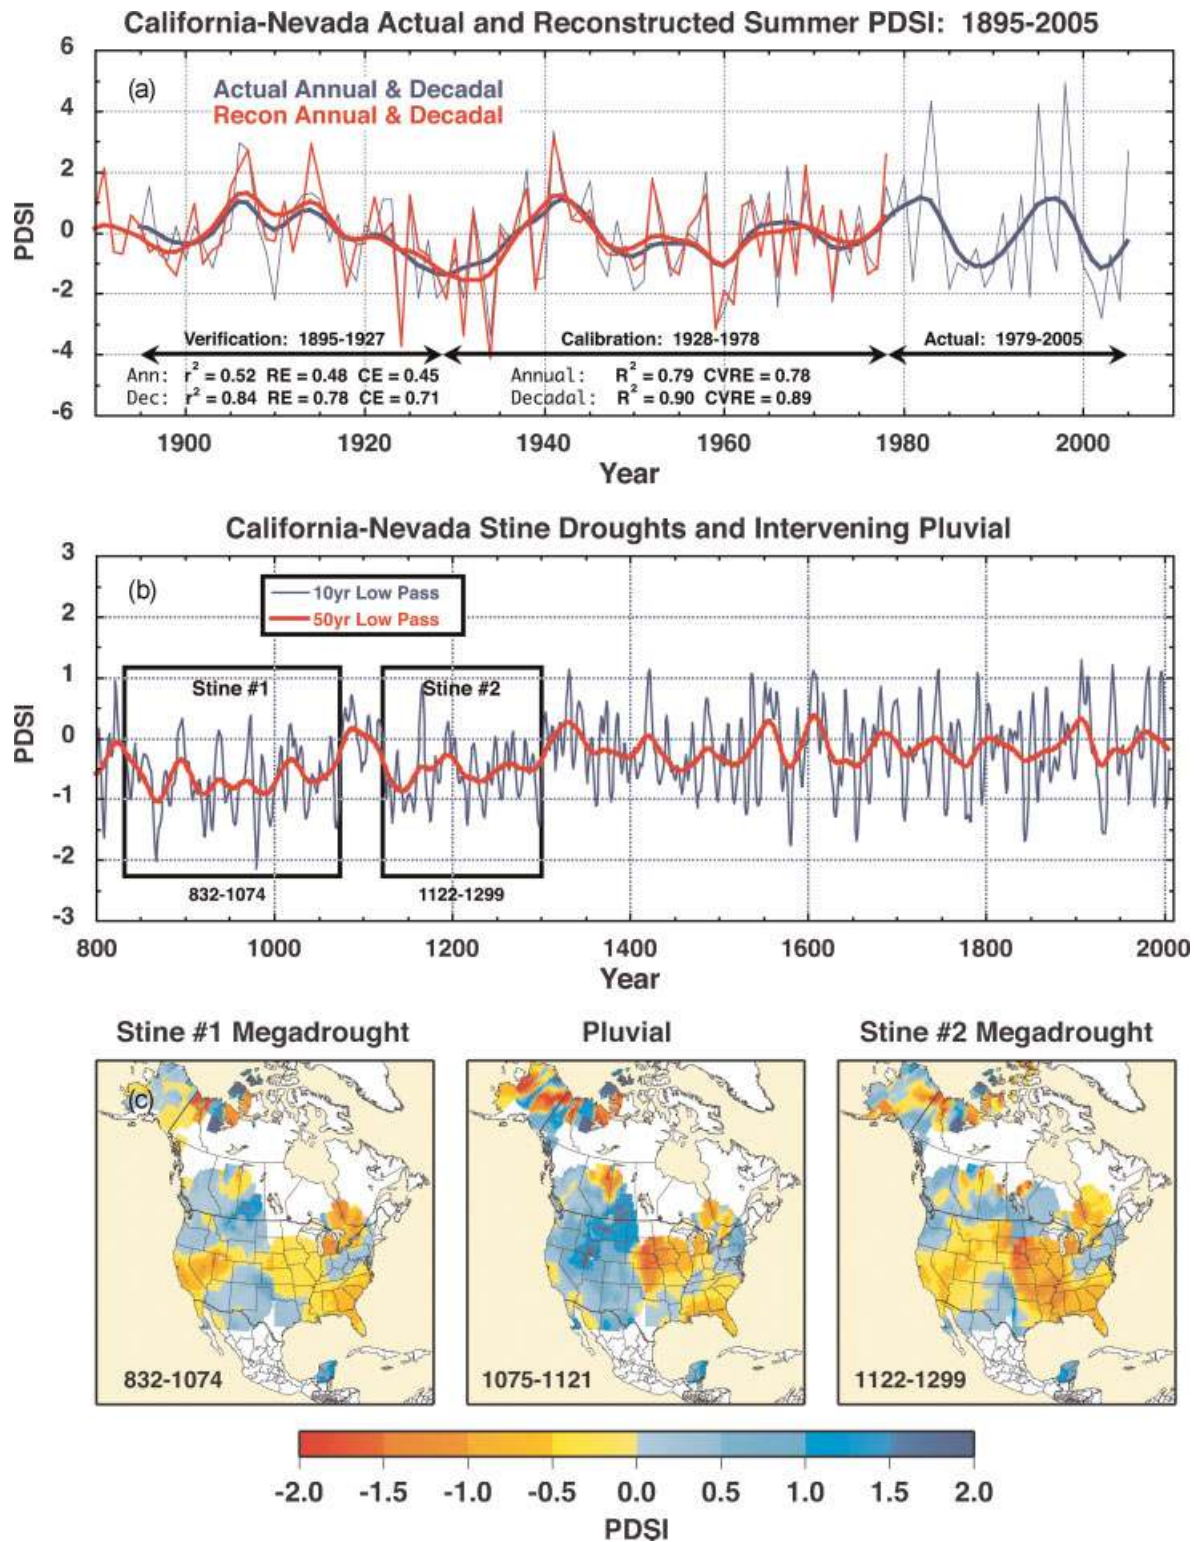 California-Nevada Actual and Reconstructed Summer PDSI: 1895-2005
6
(a)
Actual Annual & Decadal
Recon Annual & Decadal
4
2
0
-2
-4
-6
PDSI
Verification: 1895-1927
Calibration: 1928-1978
Actual: 1979-2005
Ann: r² = 0.52 RE = 0.48 CE = 0.45
Annual: R² = 0.79 CVRE = 0.78
Dec: r² = 0.84 RE = 0.78 CE = 0.71
Decadal: R² = 0.90 CVRE = 0.89
1900 1920 1940 1960 1980 2000
Year
California-Nevada Stine Droughts and Intervening Pluvial
3
(b)
10yr Low Pass
50yr Low Pass
2
1
0
-1
-2
-3
PDSI
Stine #1
Stine #2
832-1074
1122-1299
800 1000 1200 1400 1600 1800 2000
Year
Stine #1 Megadrought
Pluvial
Stine #2 Megadrought
(c)
832-1074
1075-1121
1122-1299
-2.0 -1.5 -1.0 -0.5 0.0 0.5 1.0 1.5 2.0
PDSI